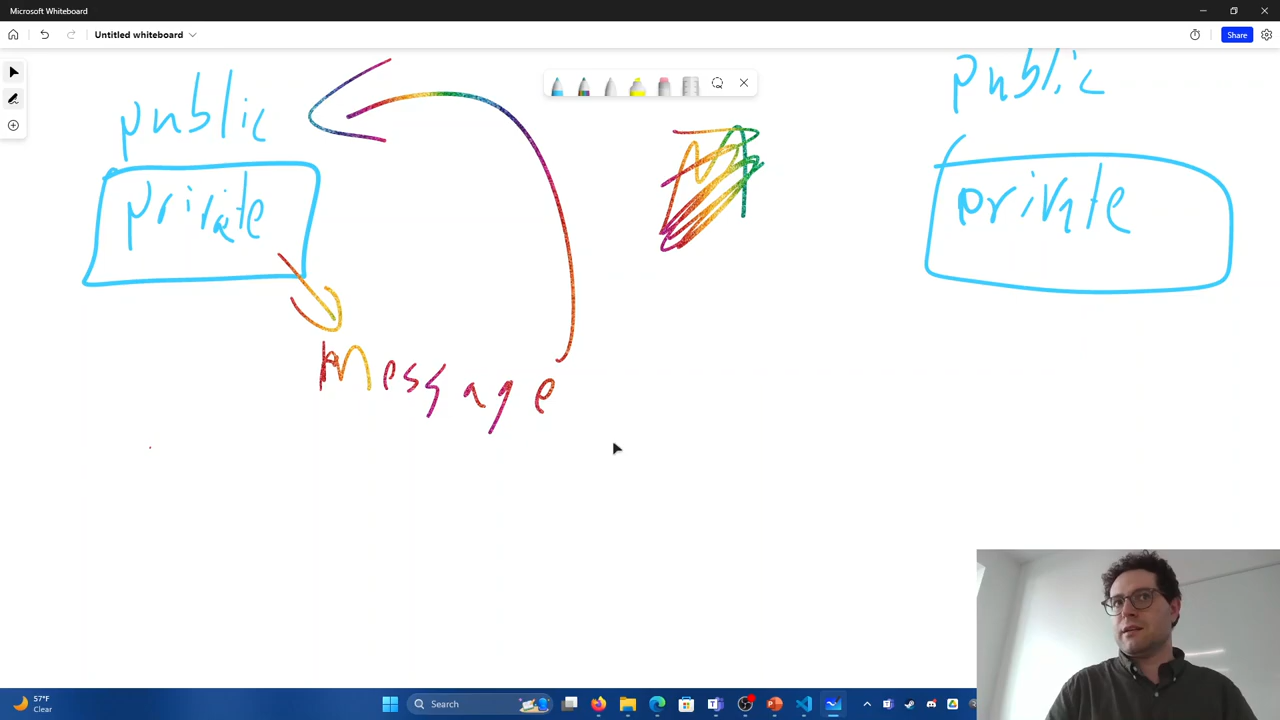 Microsoft Whiteboard
Untitled whiteboard
Share
public
public
private
private
Message
57°F
Clear
Search